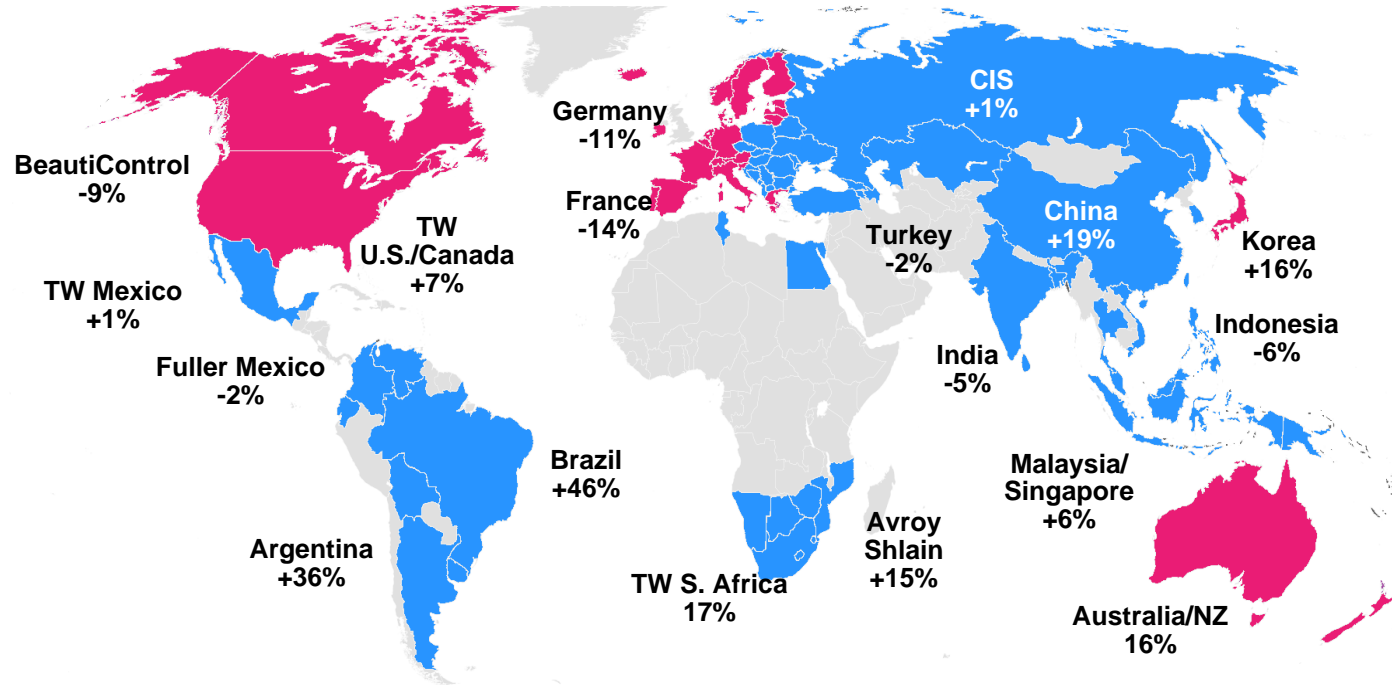 CIS
+1%
Germany
-11%
BeautiControl
-9%
France
-14%
TW
U.S./Canada
+7%
China
+19%
Turkey
-2%
Korea
+16%
TW Mexico
+1%
Indonesia
-6%
Fuller Mexico
-2%
India
-5%
Brazil
+46%
Malaysia/
Singapore
+6%
Argentina
+36%
Avroy
Shlain
+15%
TW S. Africa
17%
Australia/NZ
16%